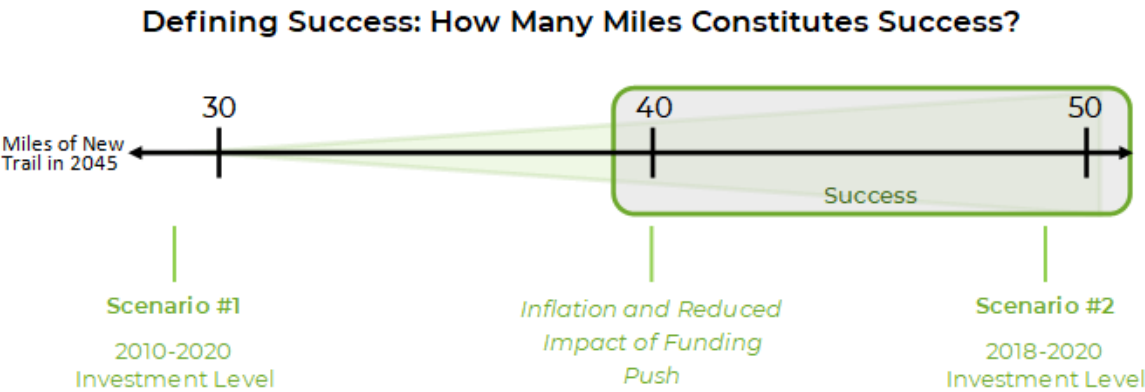 Defining Success: How Many Miles Constitutes Success?
30
40
50
Miles of New
Trail in 2045
Success
Scenario #1
2010-2020
Investment Level
Inflation and Reduced
Impact of Funding
Push
Scenario #2
2018-2020
Investment Level